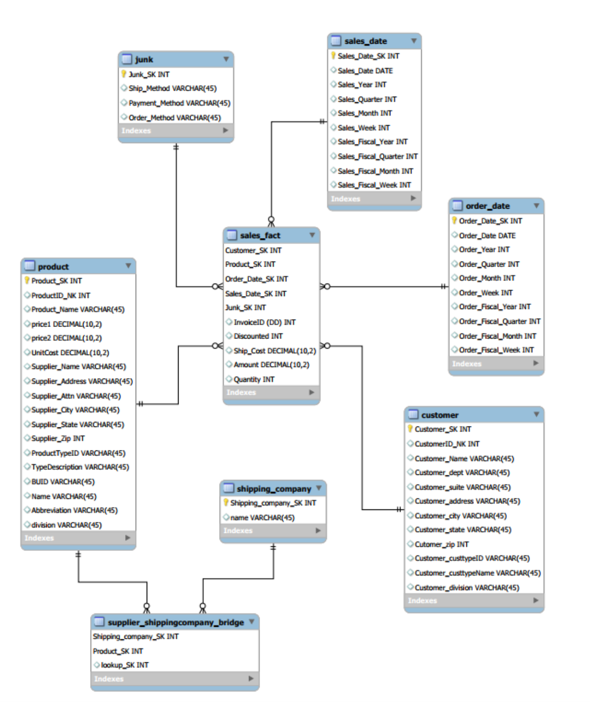 junk
Junk_SK INT
Ship_Method VARCHAR(45)
Payment_Method VARCHAR(45)
Order_Method VARCHAR(45)
Indexes
sales_date
Sales_Date_SK INT
Sales_Date DATE
Sales_Year INT
Sales_Quarter INT
Sales_Month INT
Sales_Week INT
Sales_Fiscal_Year INT
Sales_Fiscal_Quarter INT
Sales_Fiscal_Month INT
Sales_Fiscal_Week INT
Indexes
order_date
Order_Date_SK INT
Order_Date DATE
Order_Year INT
Order_Quarter INT
Order_Month INT
Order_Week INT
Order_Fiscal_Year INT
Order_Fiscal_Quarter INT
Order_Fiscal_Month INT
Order_Fiscal_Week INT
Indexes
sales_fact
Customer_SK INT
Product_SK INT
Order_Date_SK INT
Sales_Date_SK INT
Junk_SK INT
InvoiceID (DD) INT
Discounted INT
Ship_Cost DECIMAL(10,2)
Amount DECIMAL(10,2)
Quantity INT
Indexes
product
Product_SK INT
ProductID_NK INT
Product_Name VARCHAR(45)
price1 DECIMAL(10,2)
price2 DECIMAL(10,2)
UnitCost DECIMAL(10,2)
Supplier_Name VARCHAR(45)
Supplier_Address VARCHAR(45)
Supplier_Attn VARCHAR(45)
Supplier_City VARCHAR(45)
Supplier_State VARCHAR(45)
Supplier_Zip INT
ProductTypeID VARCHAR(45)
TypeDescription VARCHAR(45)
BUID VARCHAR(45)
Name VARCHAR(45)
Abbreviation VARCHAR(45)
division VARCHAR(45)
Indexes
customer
Customer_SK INT
CustomerID_NK INT
Customer_Name VARCHAR(45)
Customer_dept VARCHAR(45)
Customer_suite VARCHAR(45)
Customer_address VARCHAR(45)
Customer_city VARCHAR(45)
Customer_state VARCHAR(45)
Cutomer_zip INT
Customer_custtypeID VARCHAR(45)
Customer_custtypeName VARCHAR(45)
Customer_division VARCHAR(45)
Indexes
shipping_company
Shipping_company_SK INT
name VARCHAR(45)
Indexes
supplier_shippingcompany_bridge
Shipping_company_SK INT
Product_SK INT
lookup_SK INT
Indexes